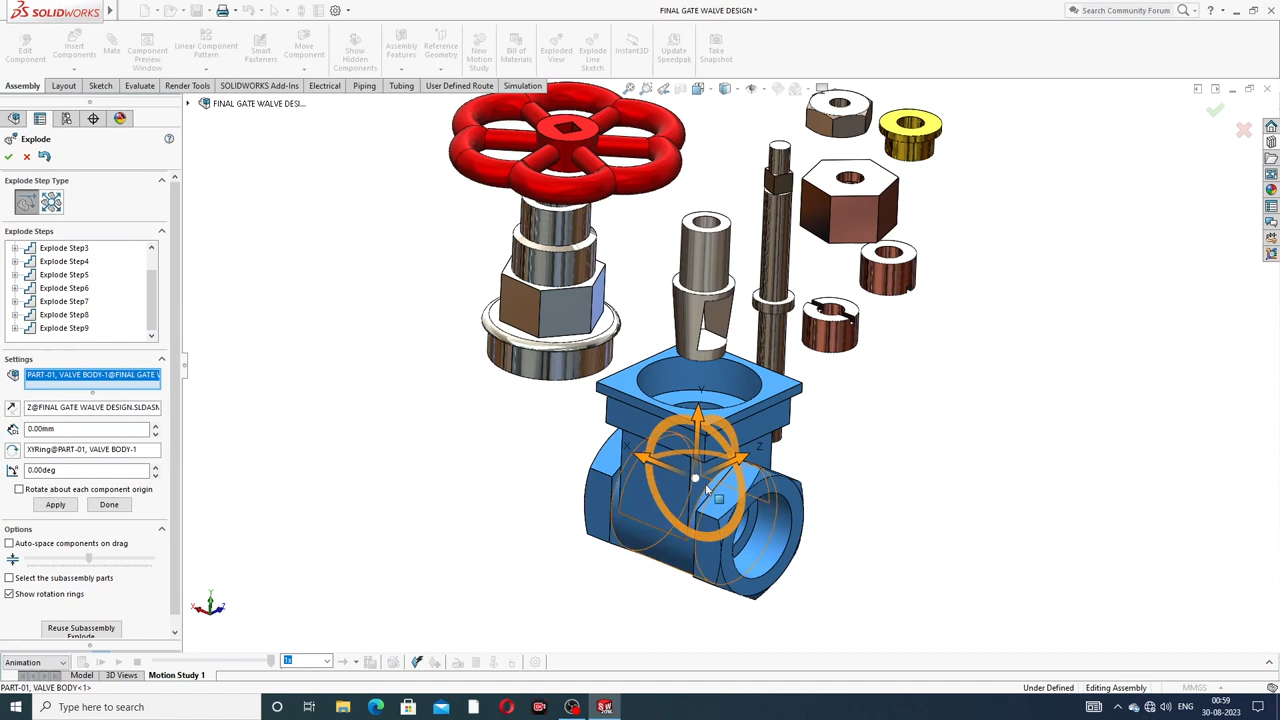 SOLIDWORKS
FINAL GATE WALVE DESIGN *
Search Community Forum
Edit Component
Insert Components
Mate
Component Preview Window
Linear Component Pattern
Smart Fasteners
Move Component
Show Hidden Components
Assembly Features
Reference Geometry
New Motion Study
Bill of Materials
Exploded View
Explode Line Sketch
Instant3D
Update Speedpak
Take Snapshot
Assembly
Layout
Sketch
Evaluate
Render Tools
SOLIDWORKS Add-Ins
Electrical
Piping
Tubing
User Defined Route
Simulation
FINAL GATE WALVE DESI...
Explode
Explode Step Type
Explode Steps
Explode Step3
Explode Step4
Explode Step5
Explode Step6
Explode Step7
Explode Step8
Explode Step9
Settings
PART-01, VALVE BODY-1@FINAL GATE
Z@FINAL GATE WALVE DESIGN.SLDASM
0.00mm
XYRing@PART-01, VALVE BODY-1
0.00deg
Rotate about each component origin
Apply
Done
Options
Auto-space components on drag
Select the subassembly parts
Show rotation rings
Reuse Subassembly
Explode
Y
X
Z
Y
X
Z
Animation
1x
Model
3D Views
Motion Study 1
PART-01, VALVE BODY<1>
Under Defined
Editing Assembly
MMGS
Type here to search
ENG
00:59
30-08-2023